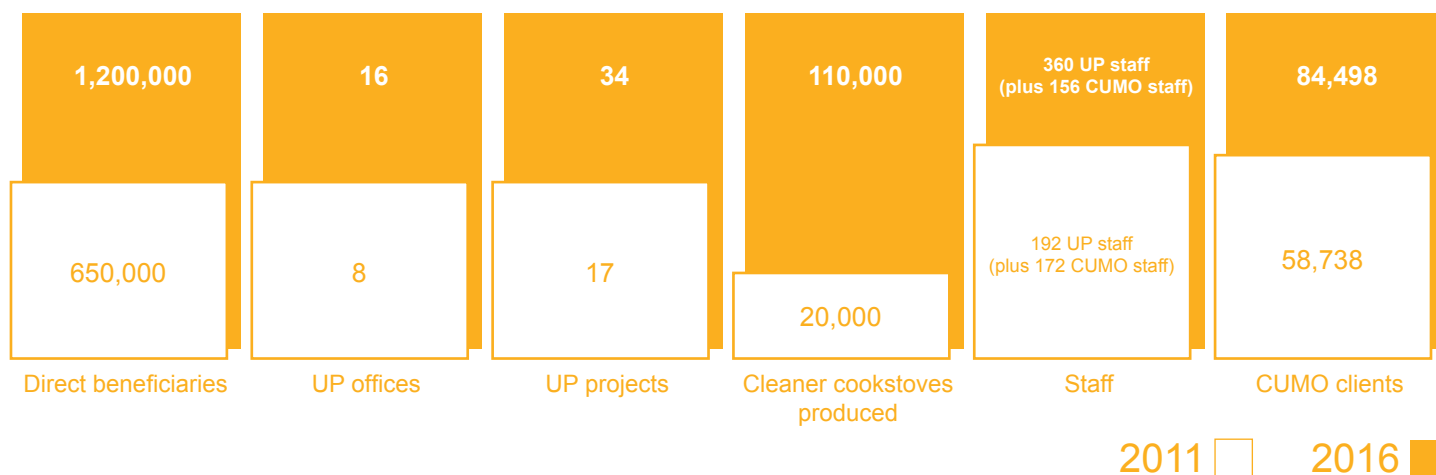 1,200,000
16
34
110,000
360 UP staff
(plus 156 CUMO staff)
84,498
650,000
8
17
20,000
192 UP staff
(plus 172 CUMO staff)
58,738
Direct beneficiaries
UP offices
UP projects
Cleaner cookstoves
produced
Staff
CUMO clients
2011
2016